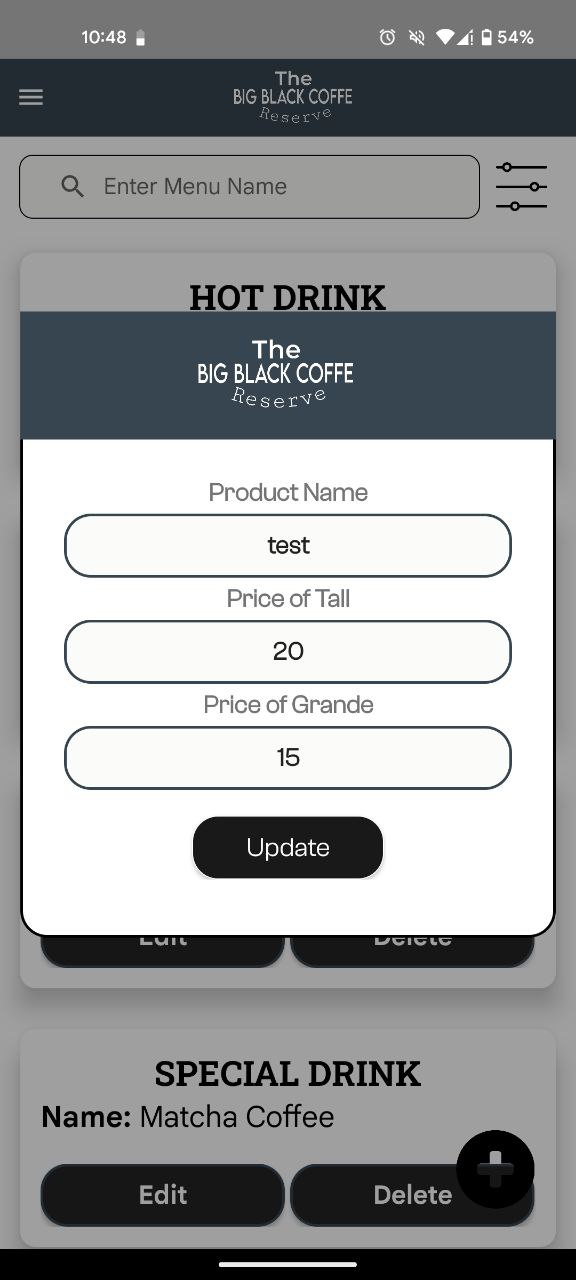 10:48
54%
The
BIG BLACK COFFE
Reserve
Enter Menu Name
HOT DRINK
The
BIG BLACK COFFE
Reserve
Product Name
test
Price of Tall
20
Price of Grande
15
Update
Edit Delete
SPECIAL DRINK
Name: Matcha Coffee
Edit Delete